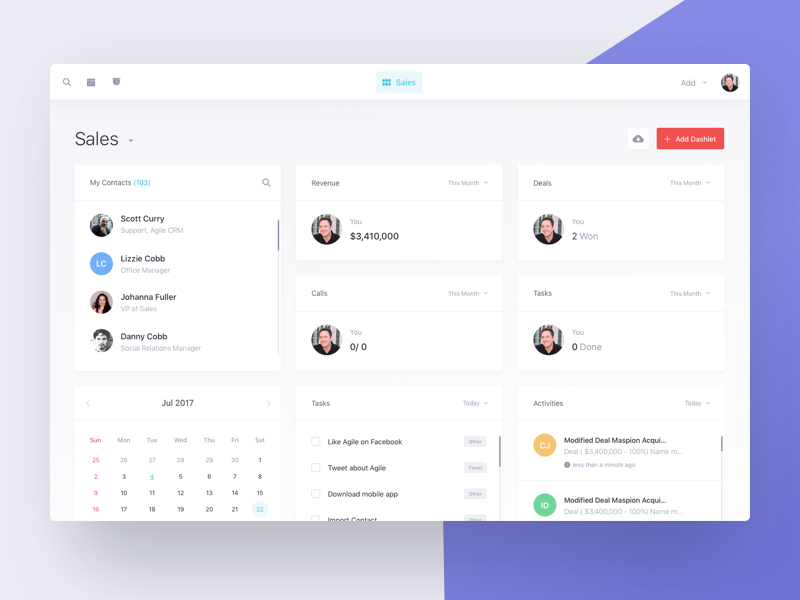 Sales
Add
Sales
Add Dashlet
My Contacts (103)
Scott Curry
Support, Agile CRM
LC
Lizzie Cobb
Office Manager
Johanna Fuller
VP of Sales
Danny Cobb
Social Relations Manager
Revenue
This Month
You
$3,410,000
Deals
This Month
You
2 Won
Calls
This Month
You
0/ 0
Tasks
This Month
You
0 Done
Jul 2017
Sun Mon Tue Wed Thu Fri Sat
25 26 27 28 29 30 1
2 3 4 5 6 7 8
9 10 11 12 13 14 15
16 17 18 19 20 21 22
Tasks
Today
Like Agile on Facebook
Other
Tweet about Agile
Tweet
Download mobile app
Other
Import Contact
Activities
Today
CJ
Modified Deal Maspion Acqui...
Deal ( $3,400,000 - 100%) Name m...
less than a minute ago
ID
Modified Deal Maspion Acqui...
Deal ( $3,400,000 - 100%) Name m...